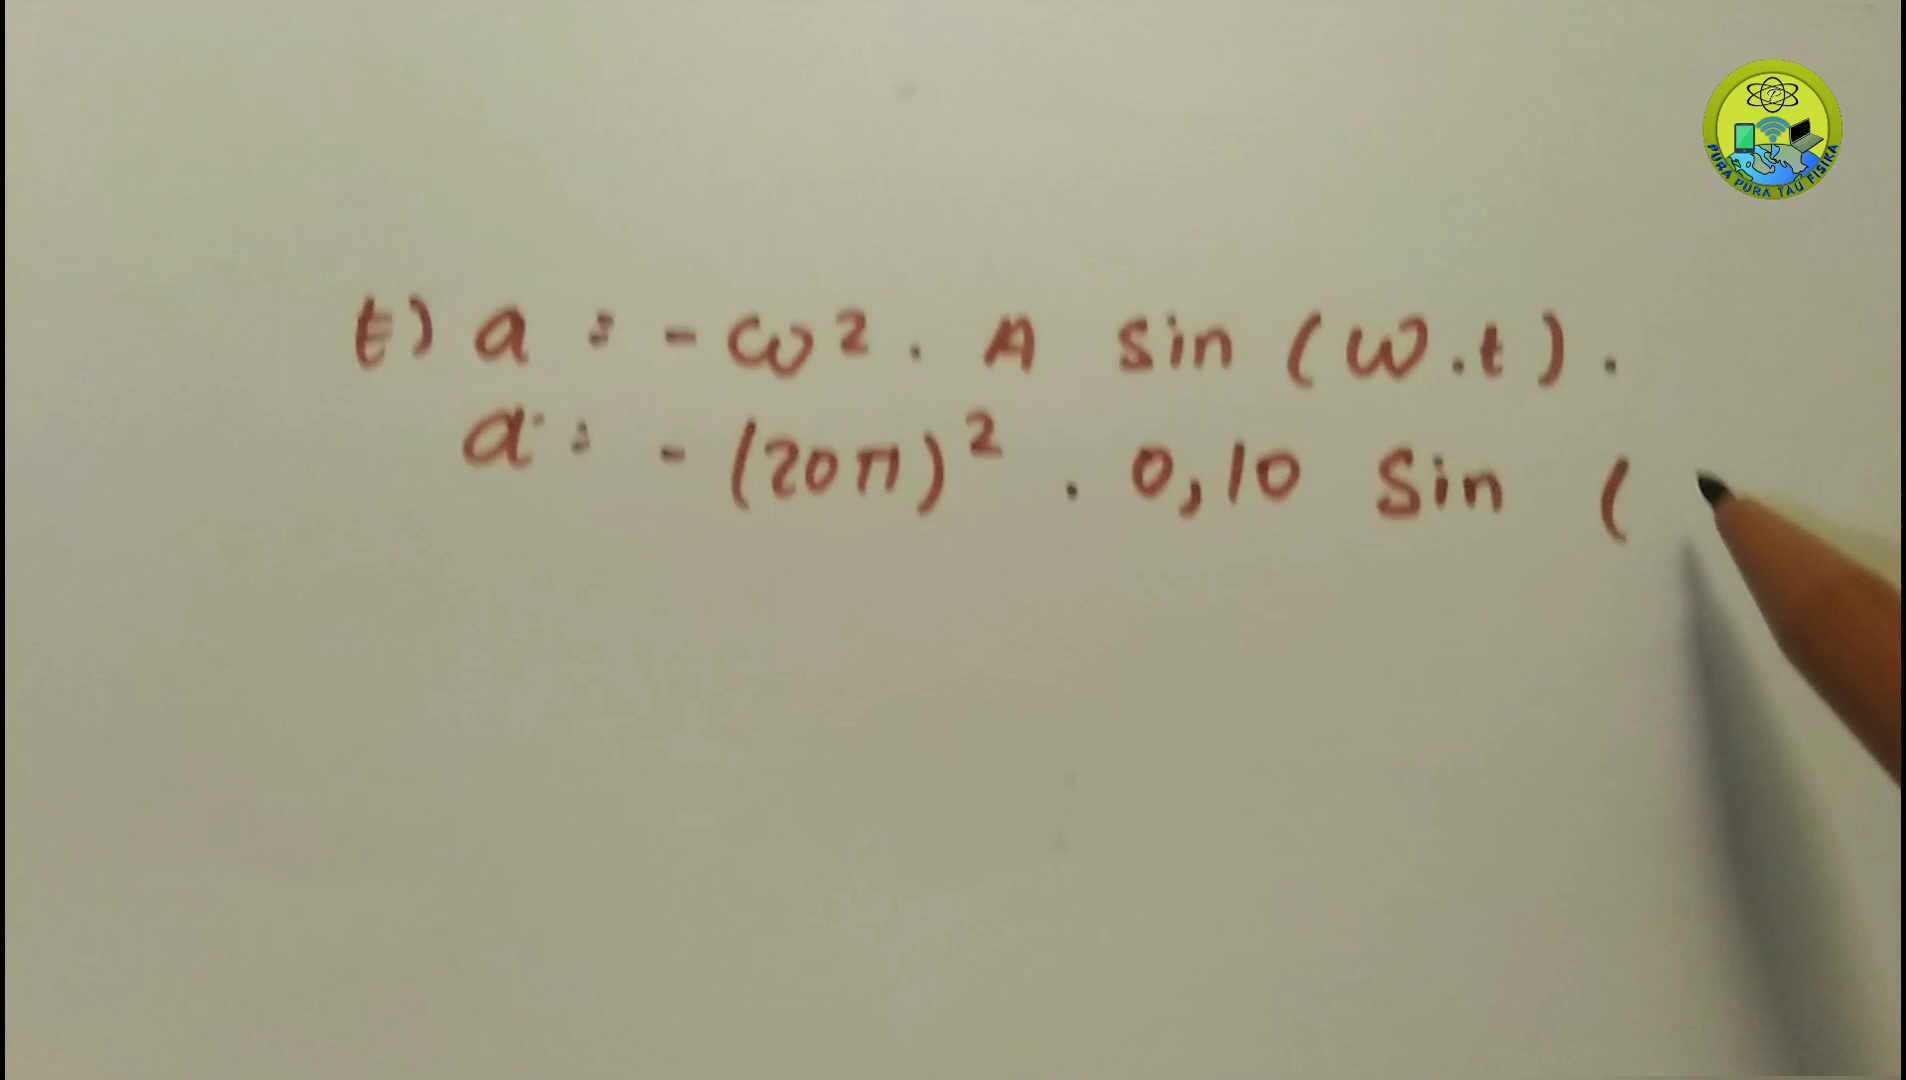 PURA PURA TAU FISIKA
t) a = -ω² . A sin (ω.t).
a = - (20π)² . 0,10 Sin (